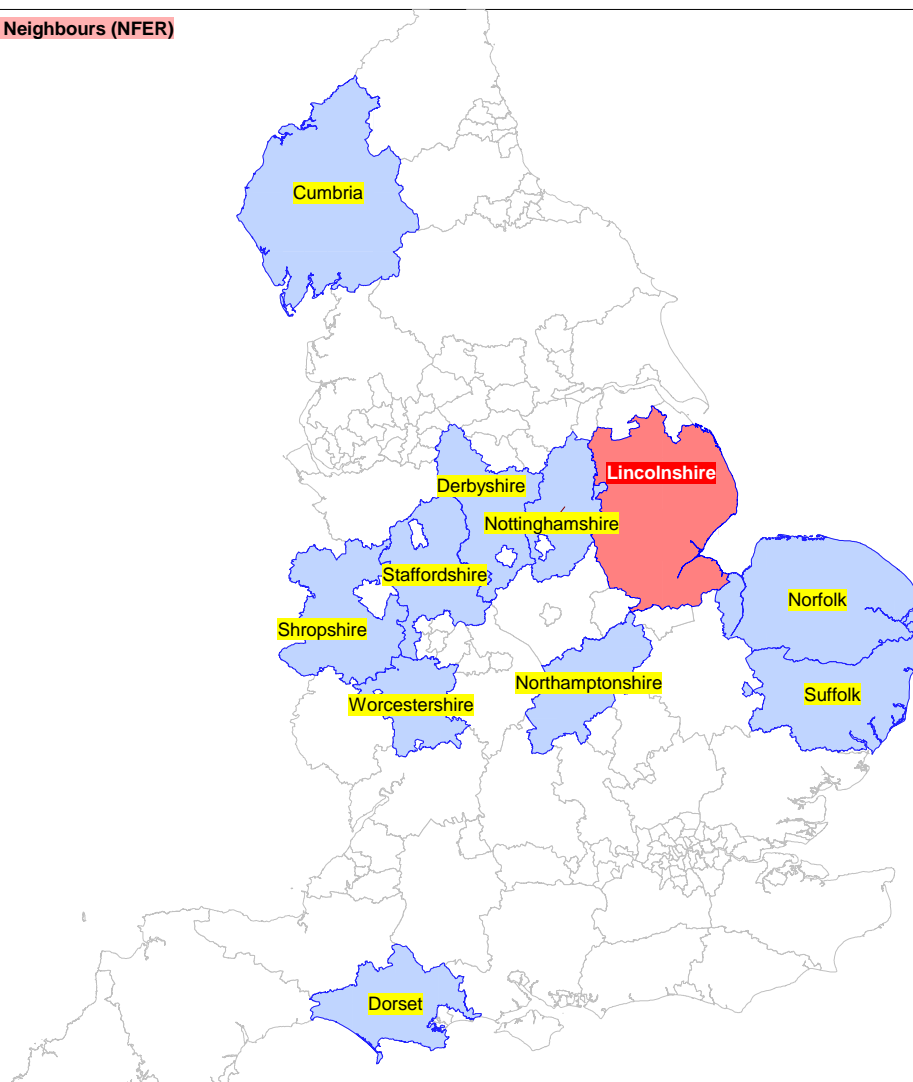 Neighbours (NFER)
Cumbria
Lincolnshire
Derbyshire
Nottinghamshire
Staffordshire
Norfolk
Shropshire
Northamptonshire
Suffolk
Worcestershire
Dorset